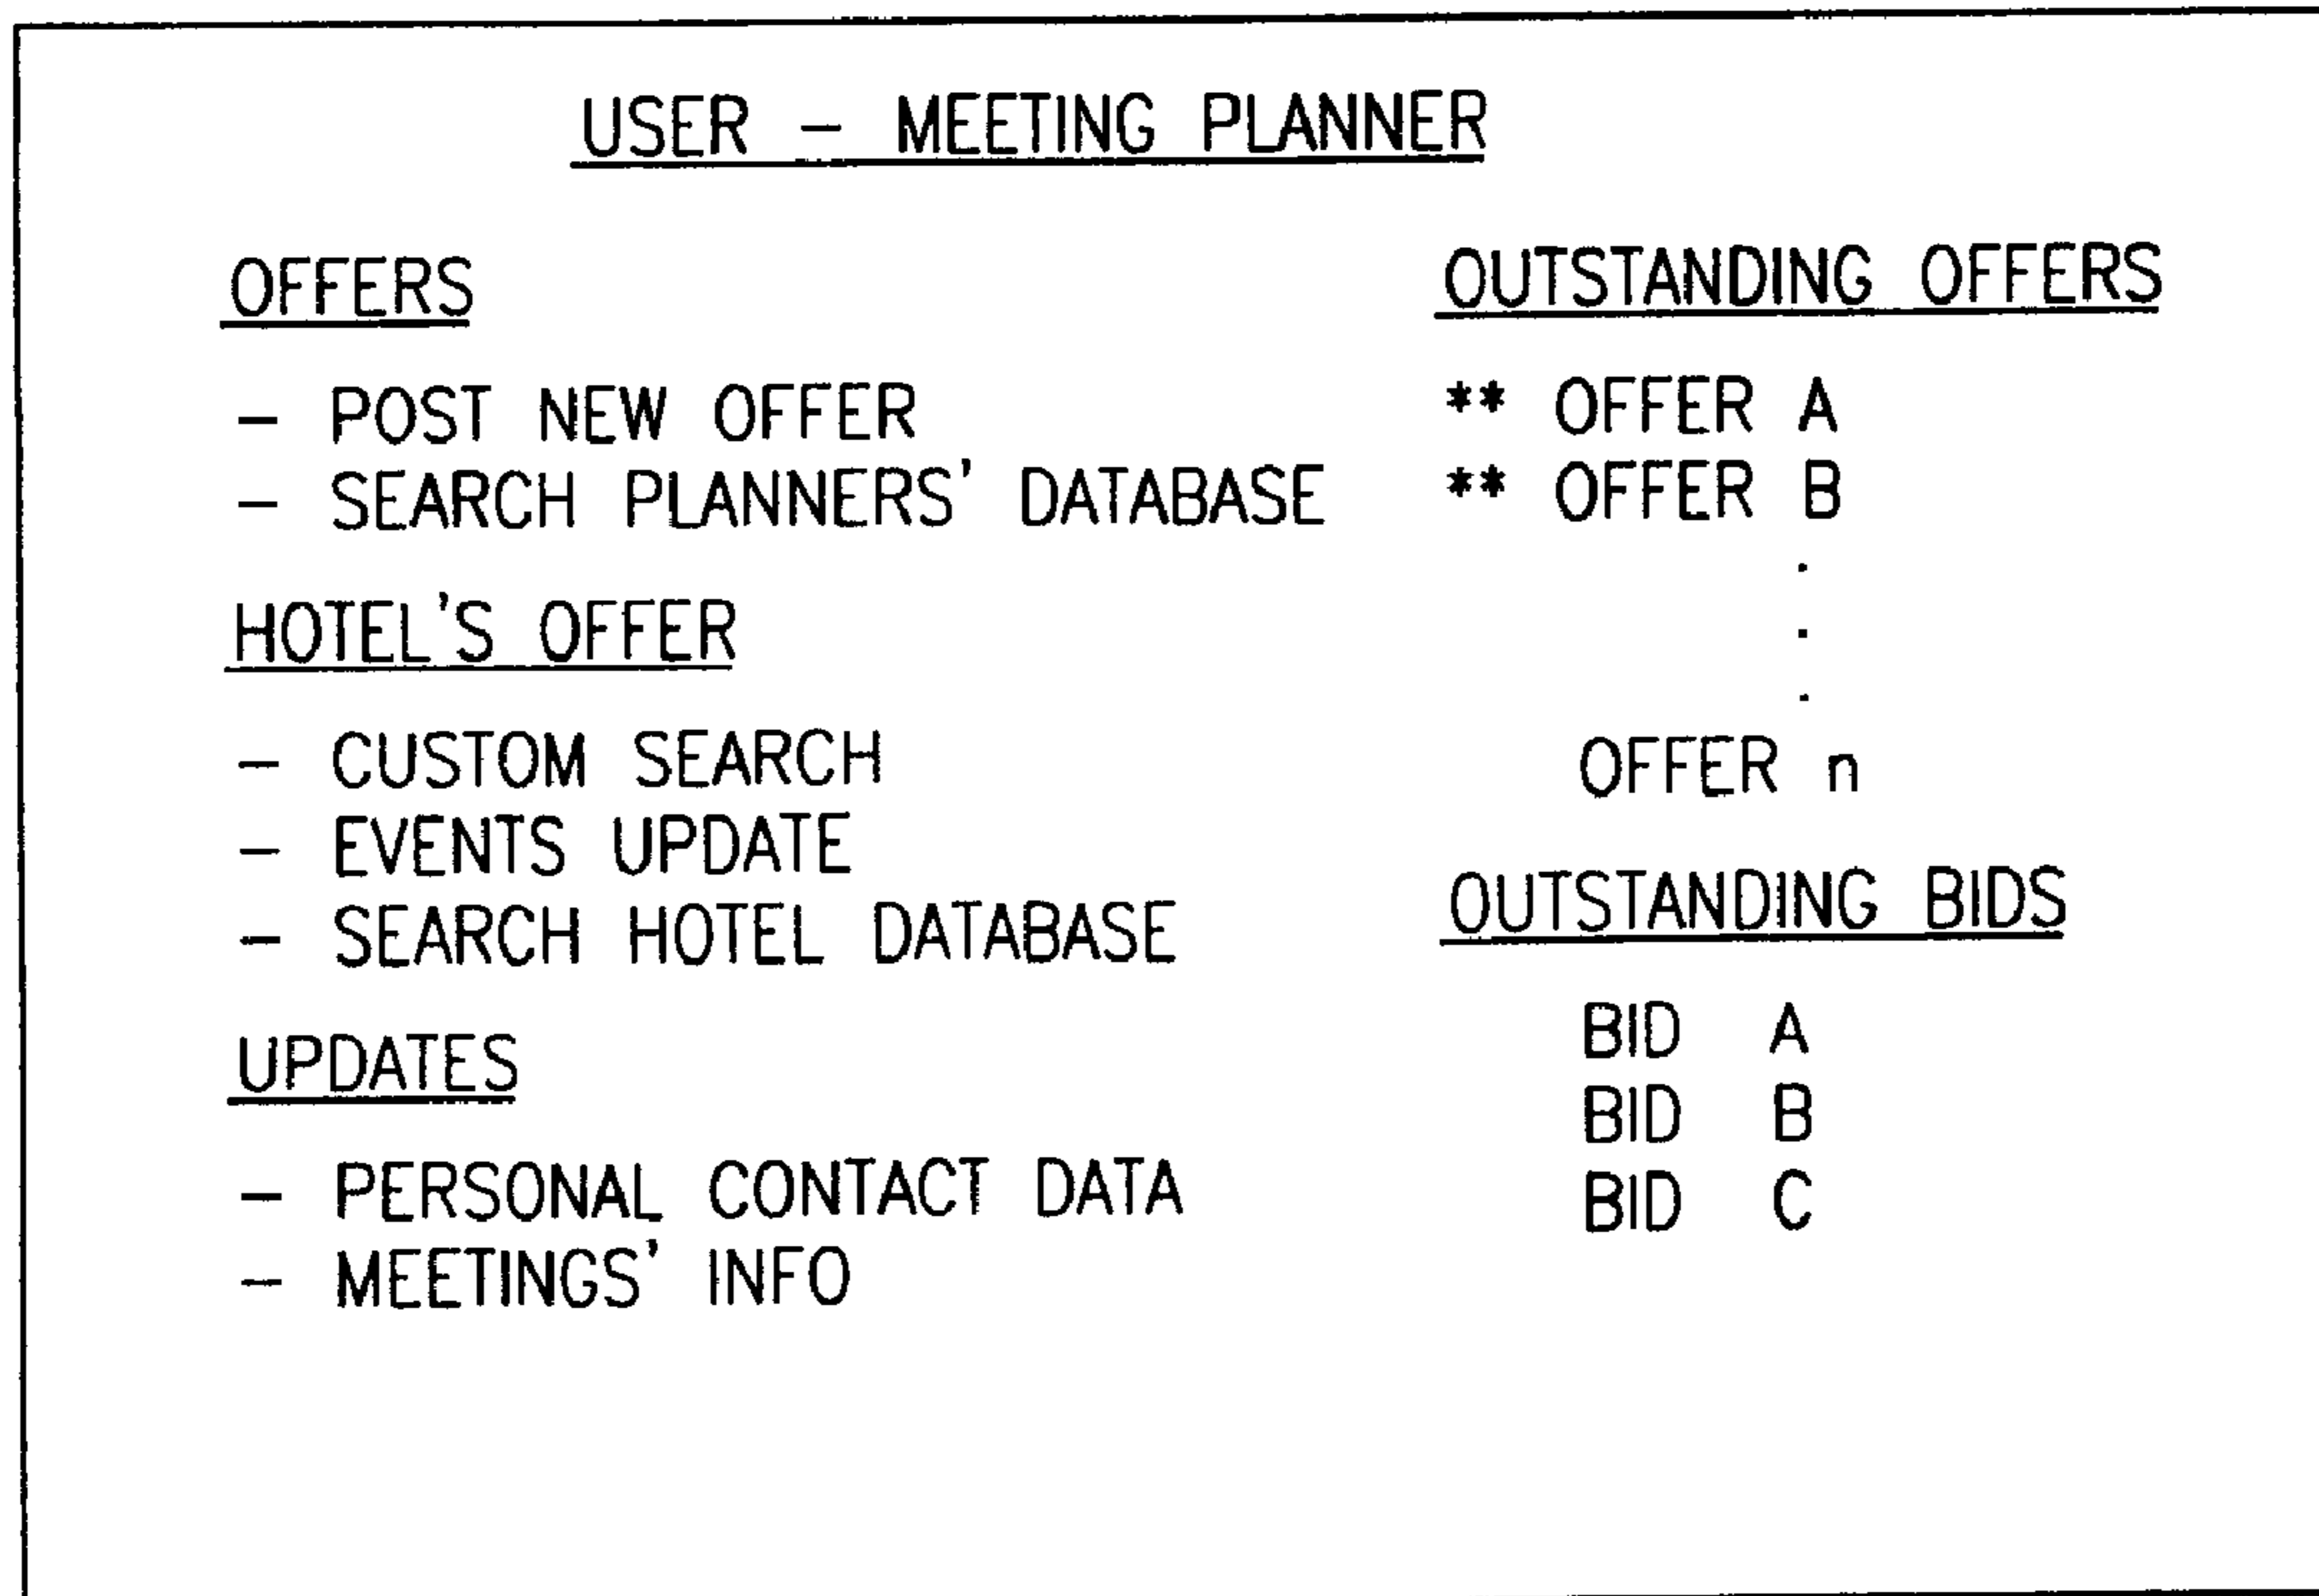 USER – MEETING PLANNER
OFFERS
– POST NEW OFFER
– SEARCH PLANNERS' DATABASE
HOTEL'S OFFER
– CUSTOM SEARCH
– EVENTS UPDATE
– SEARCH HOTEL DATABASE
UPDATES
– PERSONAL CONTACT DATA
– MEETINGS' INFO
OUTSTANDING OFFERS
** OFFER A
** OFFER B
.
.
.
OFFER n
OUTSTANDING BIDS
BID A
BID B
BID C